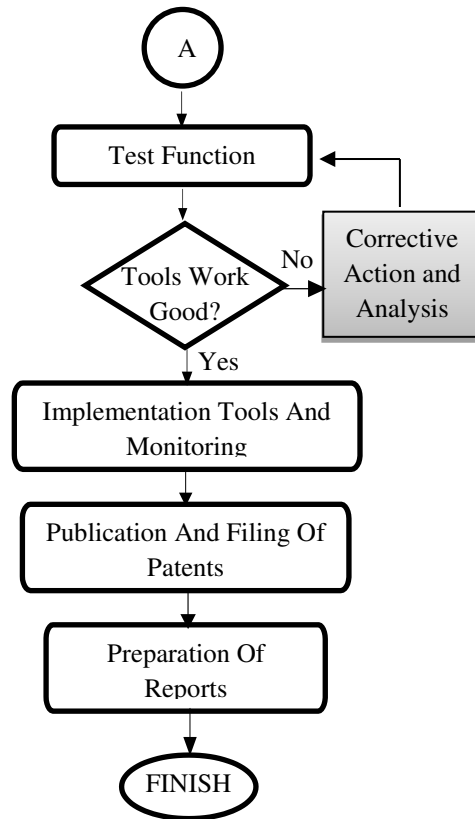 A
Test Function
Tools Work
Good?
No
Corrective
Action and
Analysis
Yes
Implementation Tools And
Monitoring
Publication And Filing Of
Patents
Preparation Of
Reports
FINISH